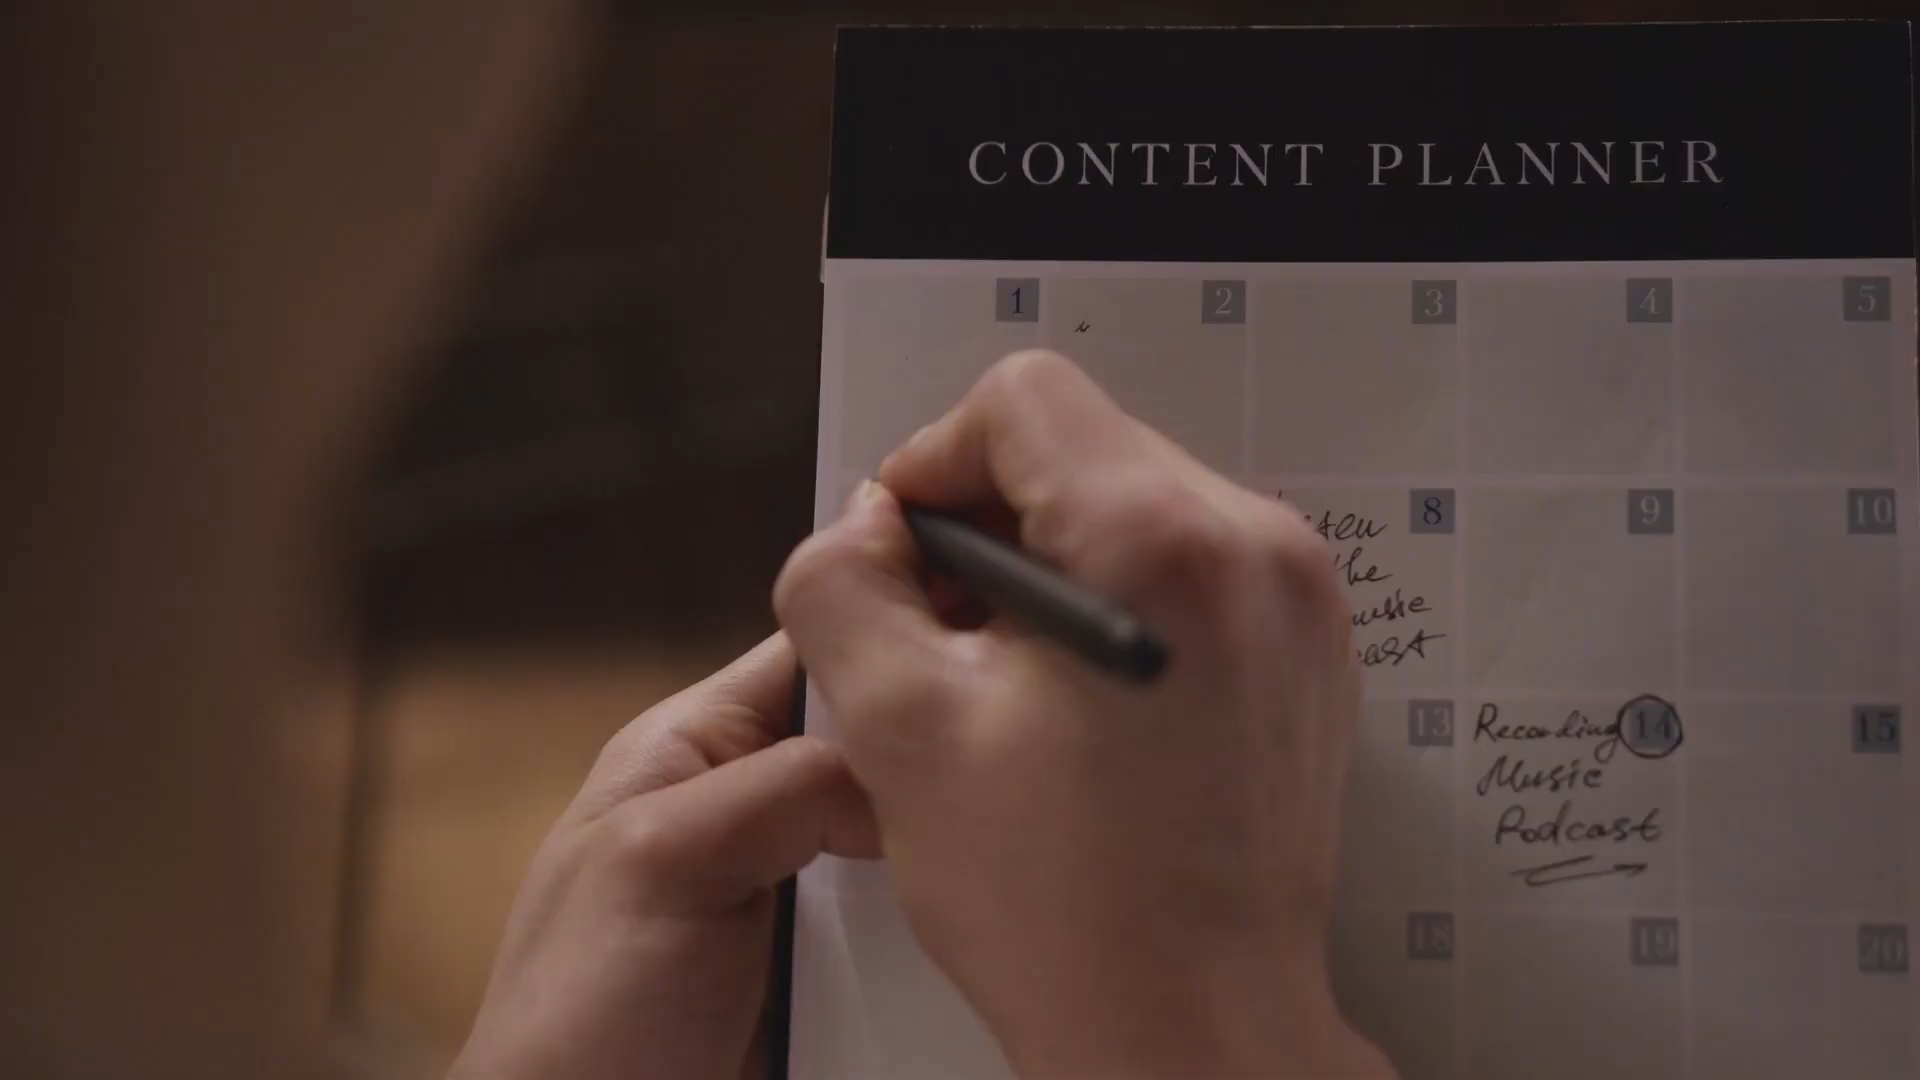 CONTENT PLANNER
1 2 3 4 5
8 9 10
13 Recording 14 15
Music
Podcast
18 19 20